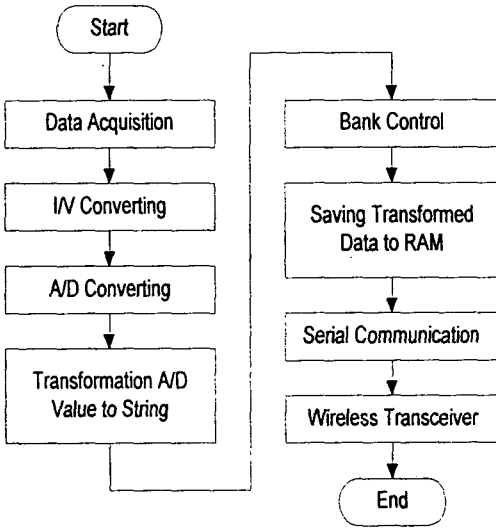 Start
Data Acquisition
I/V Converting
A/D Converting
Transformation A/D
Value to String
Bank Control
Saving Transformed
Data to RAM
Serial Communication
Wireless Transceiver
End